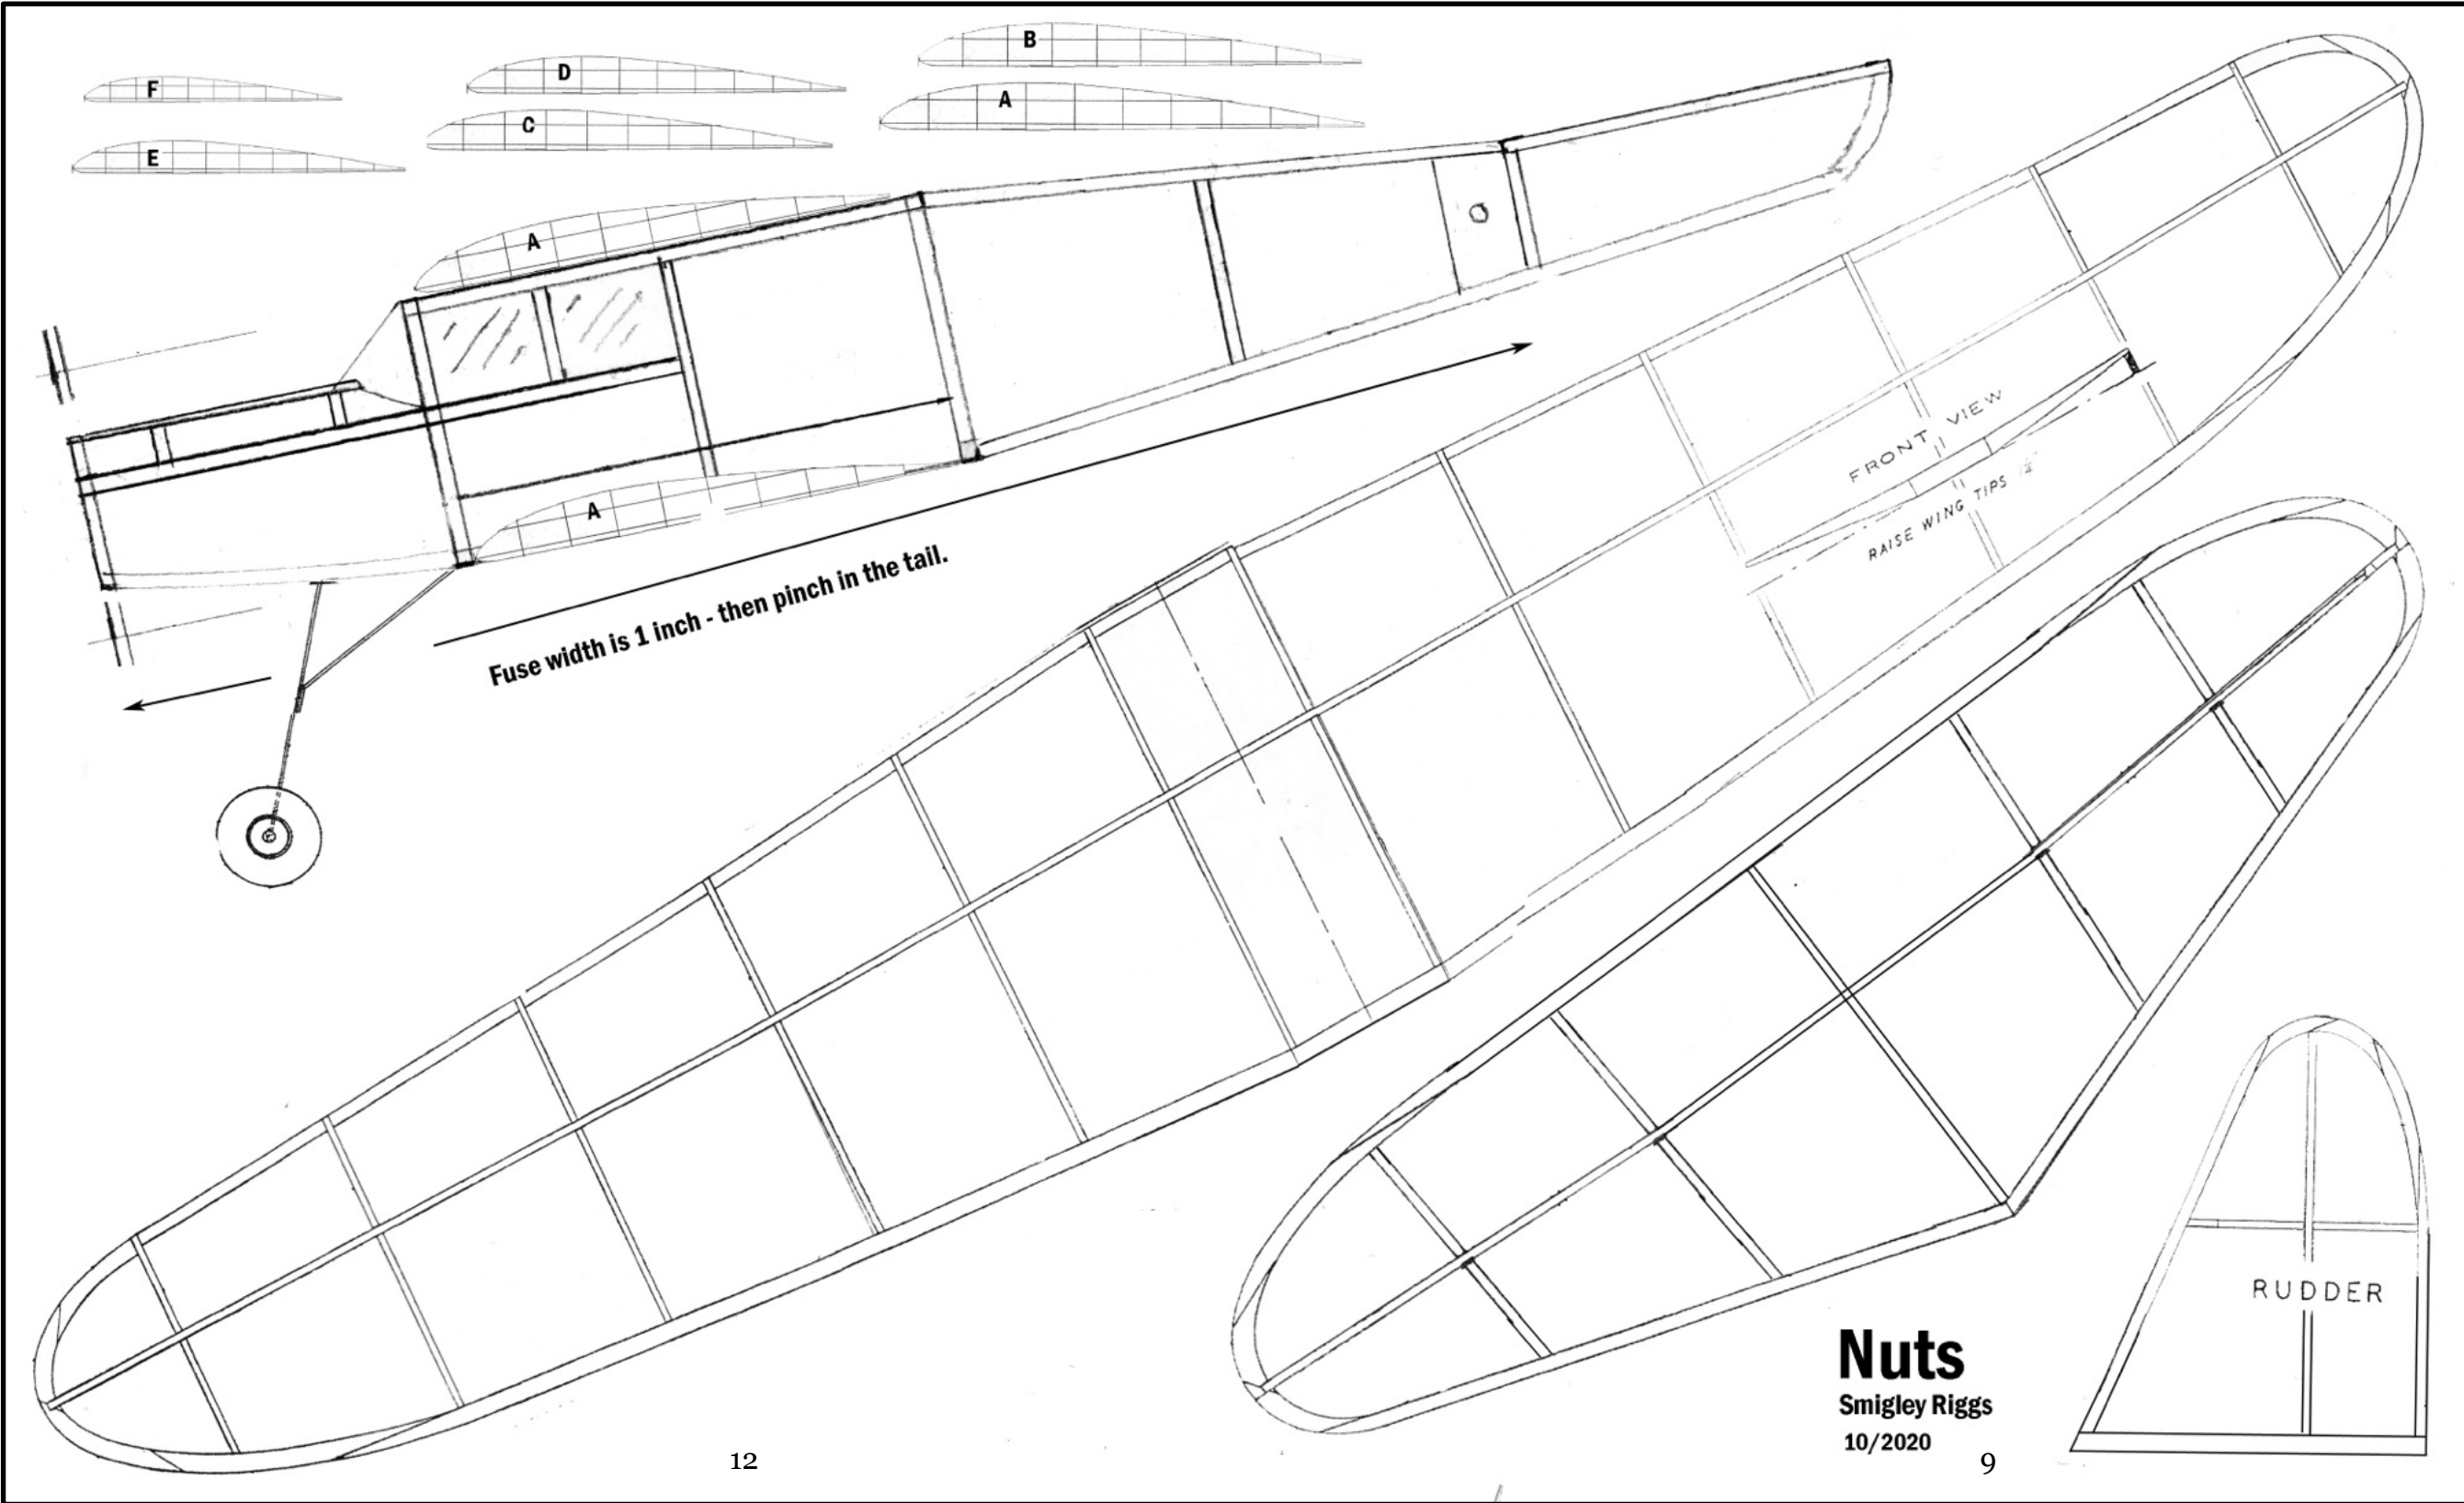 B
D
F
A
C
E
A
A
FRONT VIEW
RAISE WING TIPS
Fuse width is 1 inch - then pinch in the tail.
RUDDER
Nuts
Smigley Riggs
10/2020
12
9